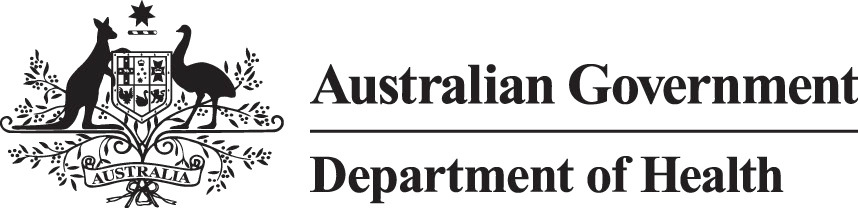 Australian Government
Department of Health
AUSTRALIA